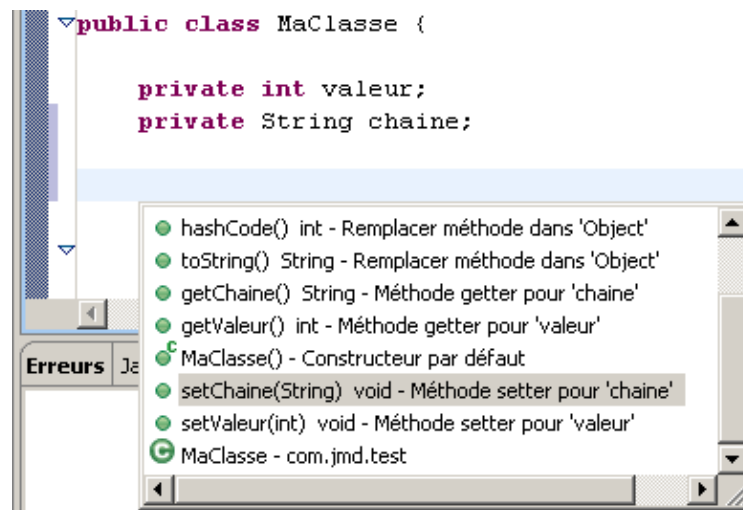 public class MaClasse {
private int valeur;
private String chaine;
hashCode() int - Remplacer méthode dans 'Object'
toString() String - Remplacer méthode dans 'Object'
getChaine() String - Méthode getter pour 'chaine'
getValeur() int - Méthode getter pour 'valeur'
MaClasse() - Constructeur par défaut
setChaine(String) void - Méthode setter pour 'chaine'
setValeur(int) void - Méthode setter pour 'valeur'
MaClasse - com.jmd.test
Erreurs